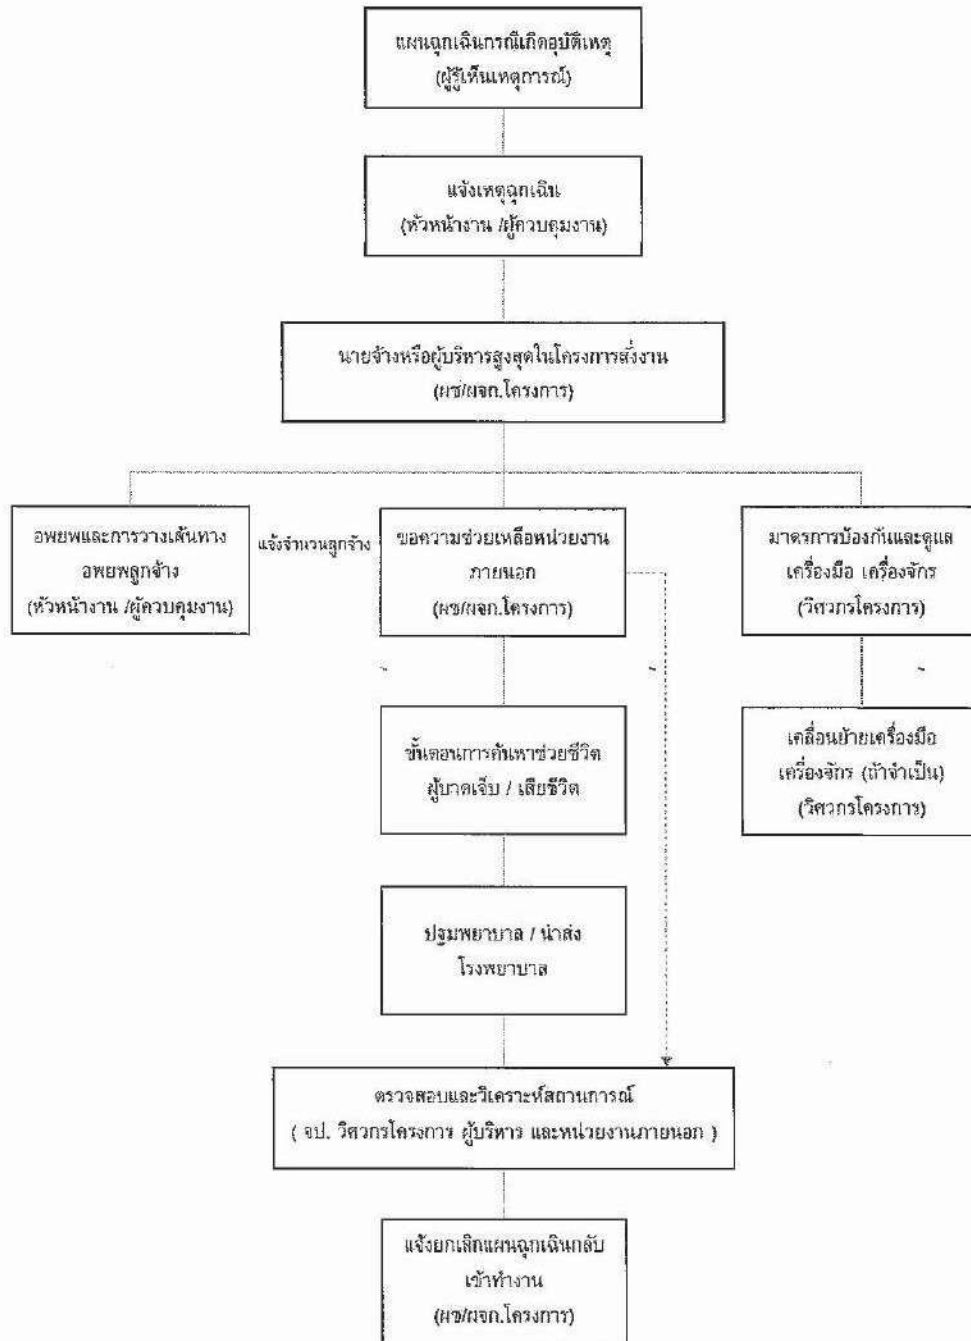 แผนฉุกเฉินกรณีเกิดอุบัติเหตุ
(ผู้รู้เห็นเหตุการณ์)
แจ้งเหตุฉุกเฉิน
(หัวหน้างาน /ผู้ควบคุมงาน)
นายจ้างหรือผู้บริหารสูงสุดในโครงการสั่งงาน
(ผช/ผจก.โครงการ)
อพยพและการวางเส้นทาง
อพยพลูกจ้าง
(หัวหน้างาน /ผู้ควบคุมงาน)
แจ้งจำนวนลูกจ้าง
ขอความช่วยเหลือหน่วยงาน
ภายนอก
(ผช/ผจก.โครงการ)
มาตรการป้องกันและดูแล
เครื่องมือ เครื่องจักร
(วิศวกรโครงการ)
ขั้นตอนการค้นหาช่วยชีวิต
ผู้บาดเจ็บ / เสียชีวิต
เคลื่อนย้ายเครื่องมือ
เครื่องจักร (ถ้าจำเป็น)
(วิศวกรโครงการ)
ปฐมพยาบาล / นำส่ง
โรงพยาบาล
ตรวจสอบและวิเคราะห์สถานการณ์
( จป. วิศวกรโครงการ ผู้บริหาร และหน่วยงานภายนอก )
แจ้งยกเลิกแผนฉุกเฉินกลับ
เข้าทำงาน
(ผช/ผจก.โครงการ)